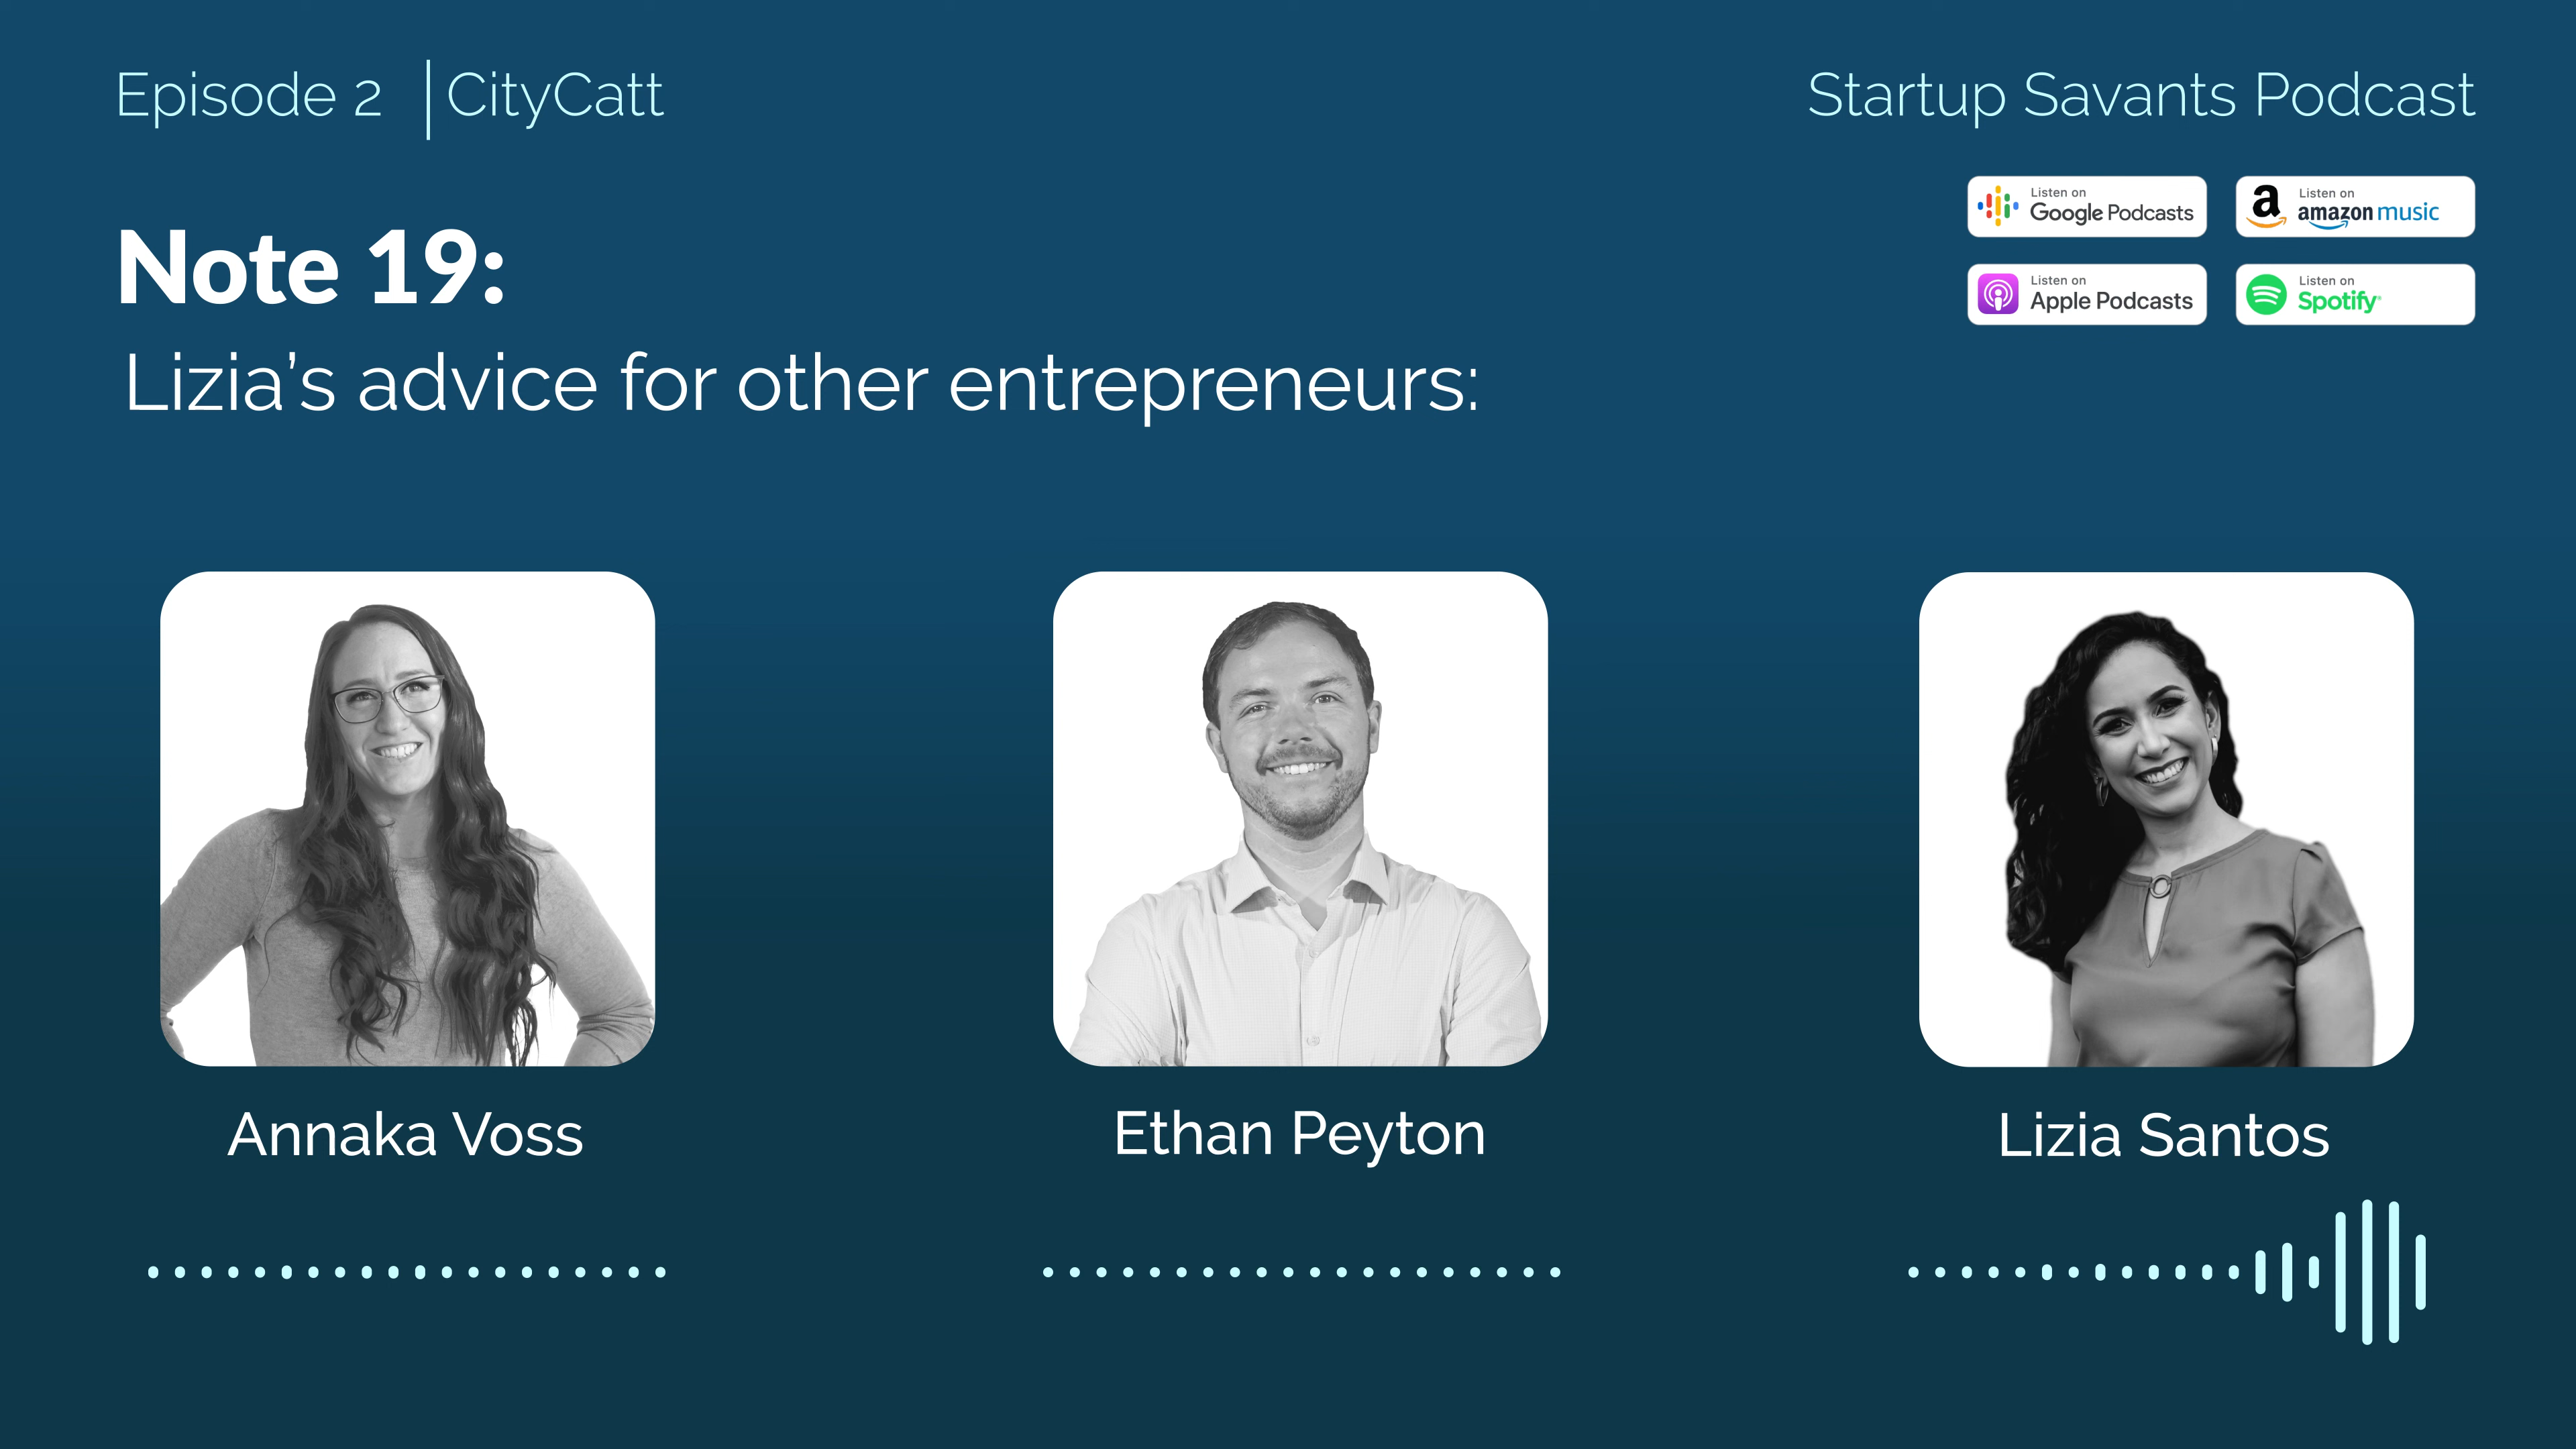 Episode 2 | CityCatt
Startup Savants Podcast
Listen on
Google Podcasts
Listen on
amazon music
Listen on
Apple Podcasts
Listen on
Spotify
Note 19:
Lizia’s advice for other entrepreneurs:
Annaka Voss
Ethan Peyton
Lizia Santos